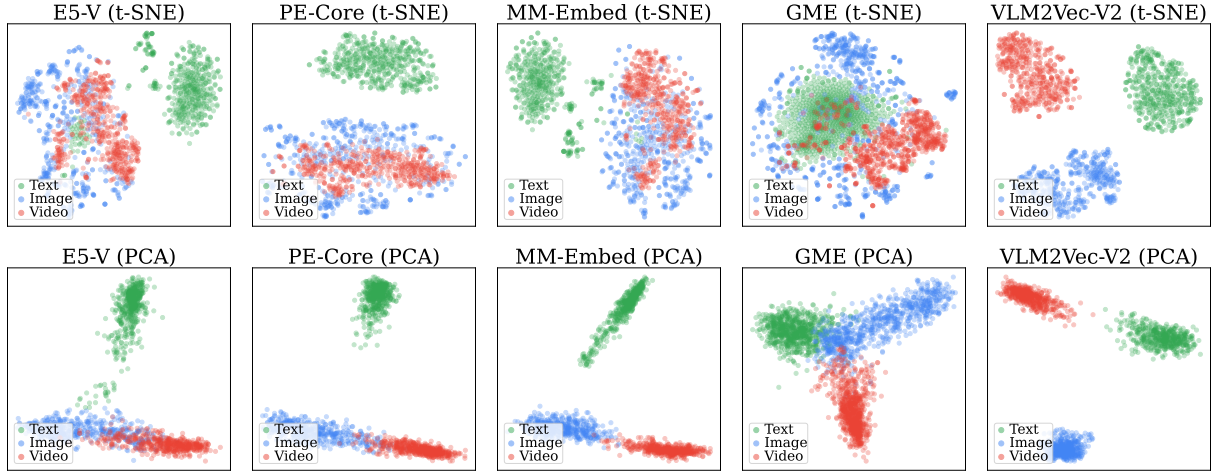 E5-V (t-SNE)
PE-Core (t-SNE)
MM-Embed (t-SNE)
GME (t-SNE)
VLM2Vec-V2 (t-SNE)
Text
Image
Video
Text
Image
Video
Text
Image
Video
Text
Image
Video
Text
Image
Video
E5-V (PCA)
PE-Core (PCA)
MM-Embed (PCA)
GME (PCA)
VLM2Vec-V2 (PCA)
Text
Image
Video
Text
Image
Video
Text
Image
Video
Text
Image
Video
Text
Image
Video